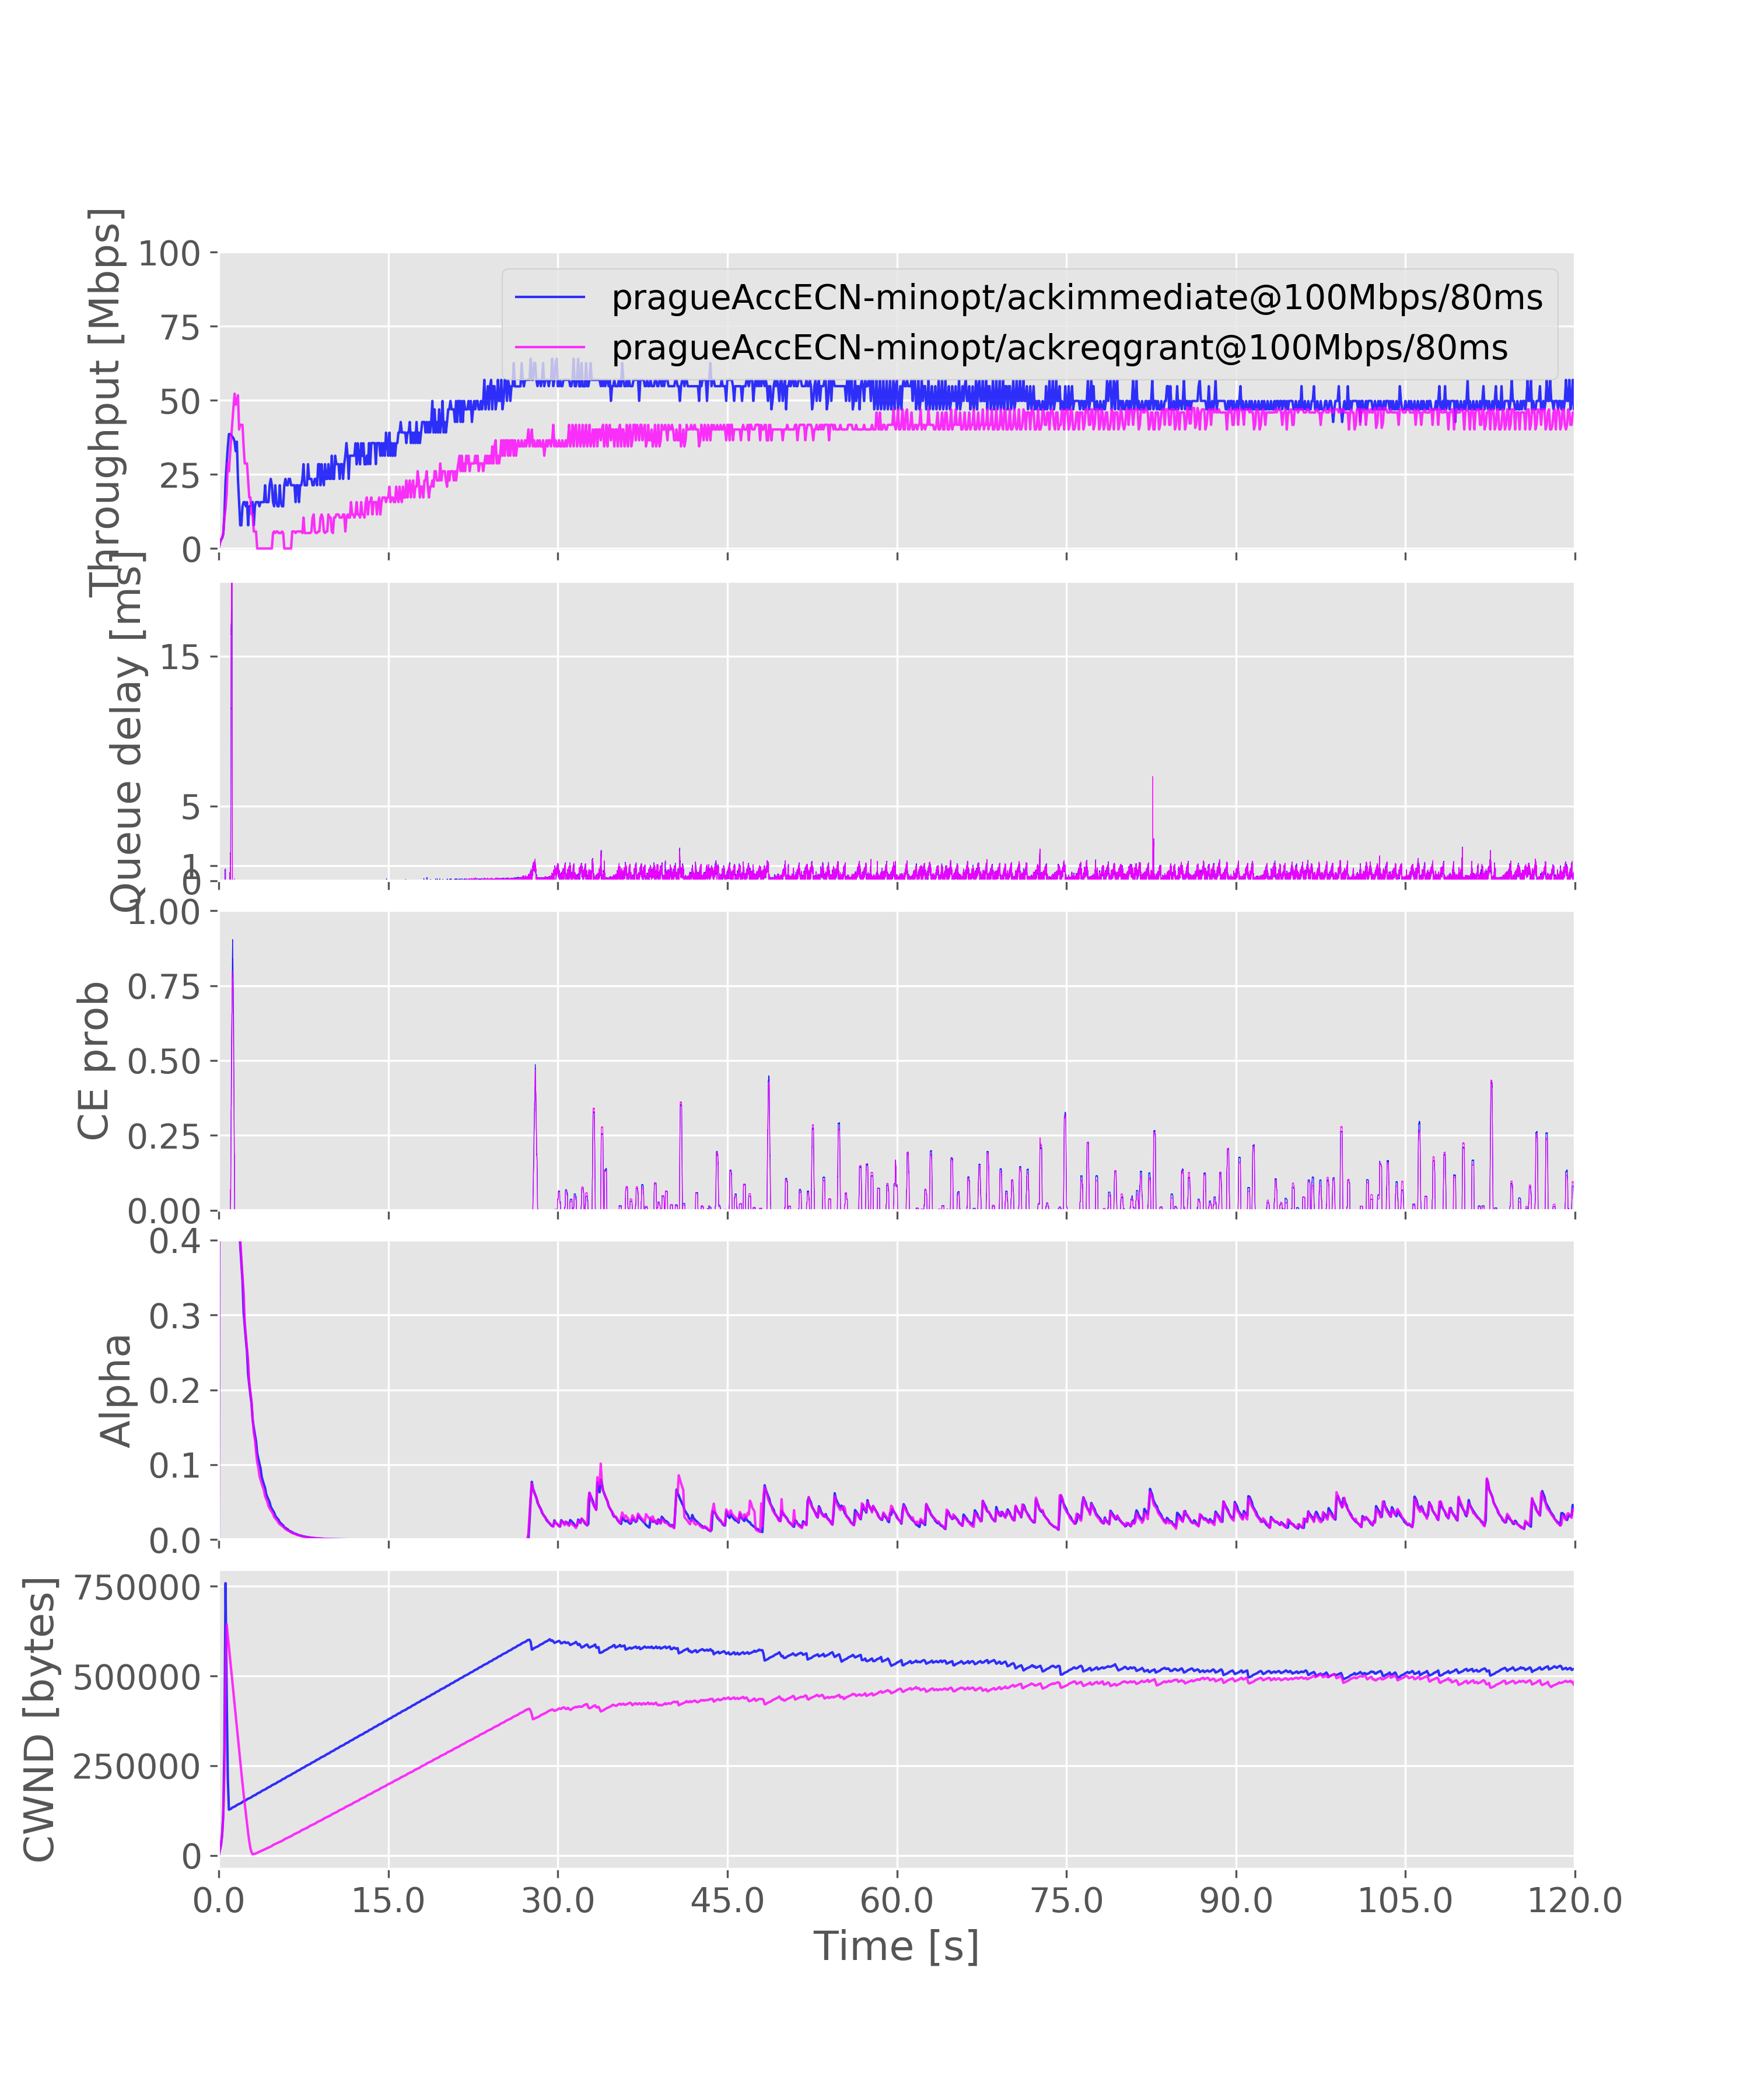 Throughput [Mbps]
100
75
50
25
0
pragueAccECN-minopt/ackimmediate@100Mbps/80ms
pragueAccECN-minopt/ackreqgrant@100Mbps/80ms
Queue delay [ms]
15
5
1
0
CE prob
1.00
0.75
0.50
0.25
0.00
Alpha
0.4
0.3
0.2
0.1
0.0
CWND [bytes]
750000
500000
250000
0
0.0 15.0 30.0 45.0 60.0 75.0 90.0 105.0 120.0
Time [s]